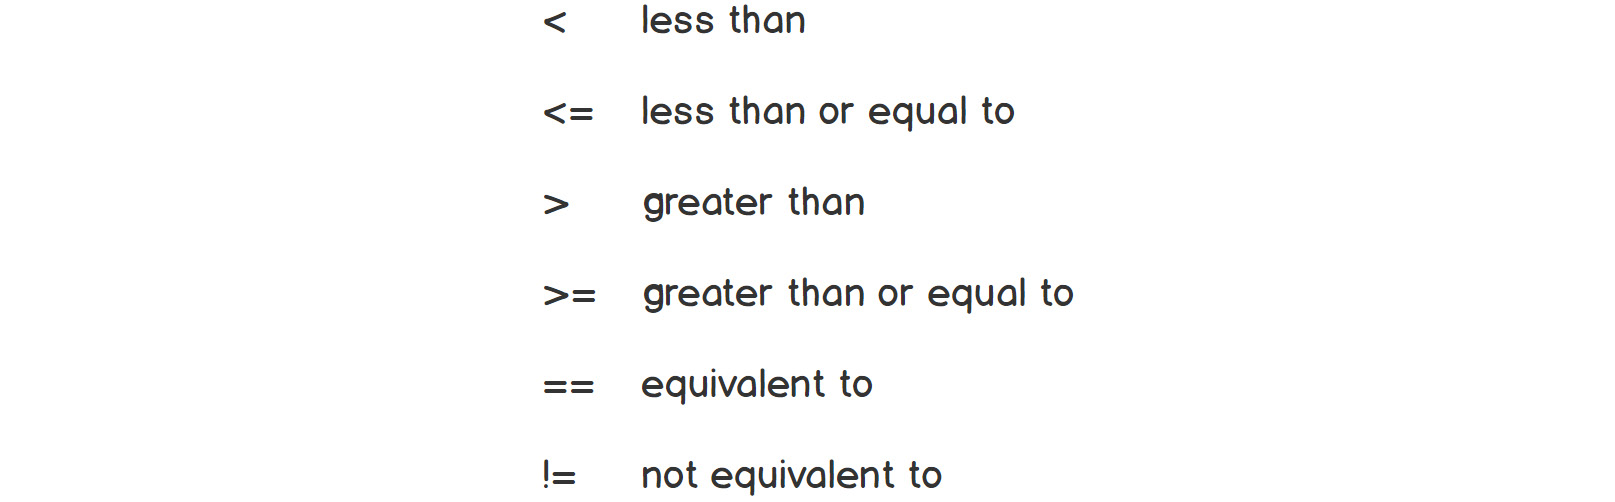 < less than
<= less than or equal to
> greater than
>= greater than or equal to
== equivalent to
!= not equivalent to